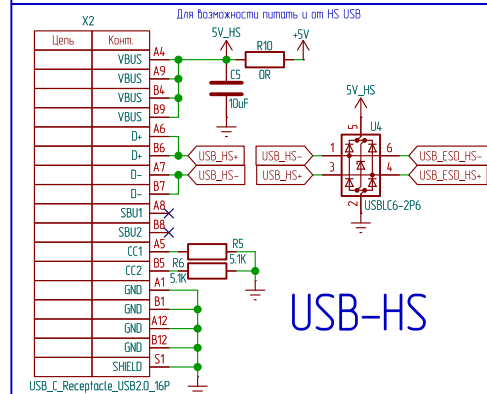 Для возможности питать и от HS USB
X2
Цепь Конт.
VBUS A4
VBUS A9
VBUS B4
VBUS B9
D+ A6
D+ B6
D- A7
D- B7
SBU1 A8
SBU2 B8
CC1 A5
CC2 B5
GND A1
GND B1
GND A12
GND B12
SHIELD S1
USB_C_Receptacle_USB2.0_16P
5V_HS
R10
0R
+5V
C5
10uF
USB_HS+
USB_HS-
R5
5.1K
R6
5.1K
5V_HS
U4
5
USB_HS- 1 6 USB_ESD_HS-
USB_HS+ 3 4 USB_ESD_HS+
2
USBLC6-2P6
USB-HS